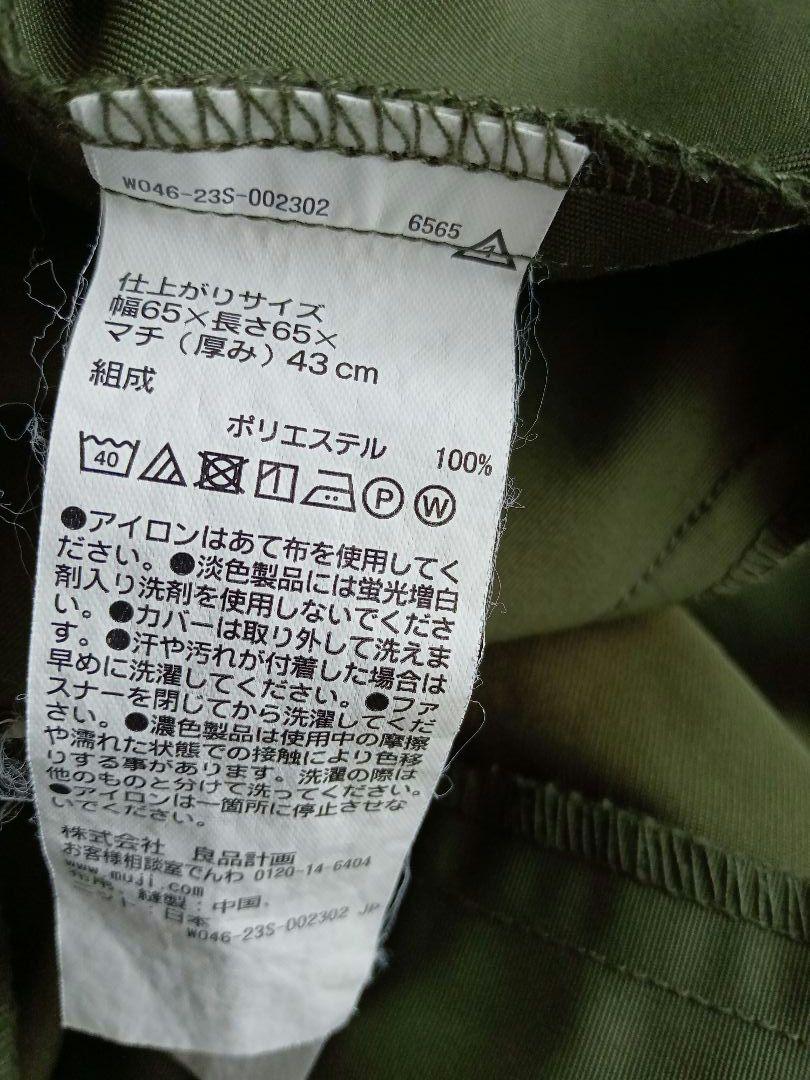 W046-23S-002302
6565
仕上がりサイズ
幅65×長さ65×
マチ（厚み）43cm
組成
ポリエステル 100%
40
P W
●アイロンはあて布を使用してく
ださい。●淡色製品には蛍光増白
剤入り洗剤を使用しないでくださ
い。●カバーは取り外して洗えま
す。●汗や汚れが付着した場合は
早めに洗濯してください。●ファ
スナーを閉じてから洗濯してくだ
さい。●濃色製品は使用中の摩擦
や濡れた状態での接触により色移
りする事があります。洗濯の際は
他のものと分けて洗ってください。
●アイロンは一箇所に停止させな
いでください。
株式会社 良品計画
お客様相談室でんわ 0120-14-6404
www.muji.com
縫製：中国、
ニット：日本
W046-23S-002302 JP